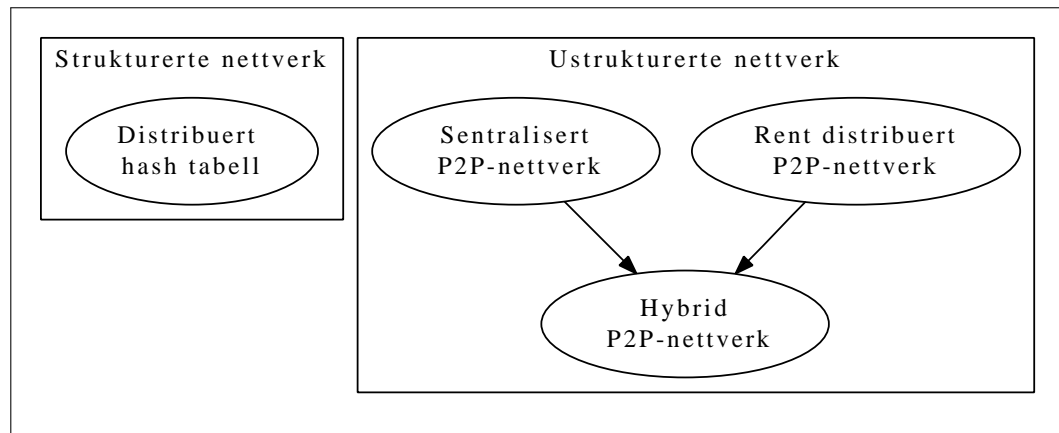 Strukturerte nettverk
Distribuert
hash tabell
Ustrukturerte nettverk
Sentralisert
P2P-nettverk
Rent distribuert
P2P-nettverk
Hybrid
P2P-nettverk